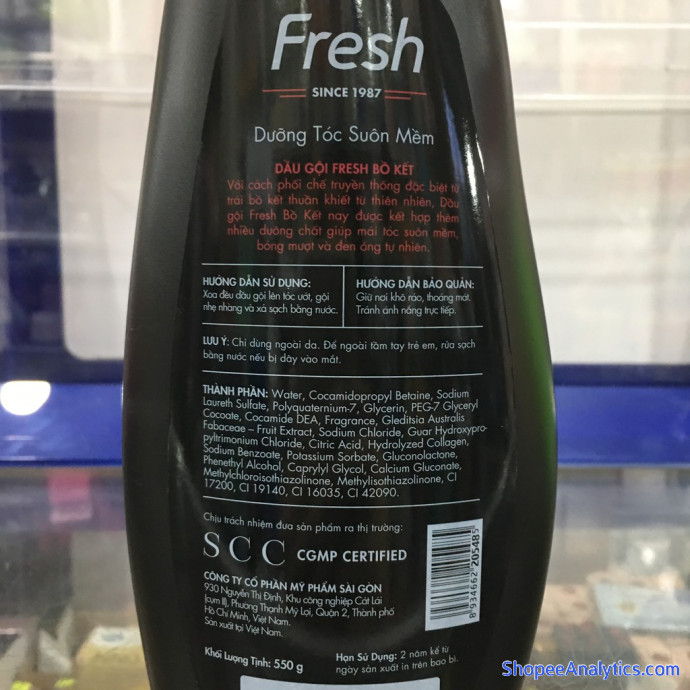 Fresh
SINCE 1987
Dưỡng Tóc Suôn Mềm
DẦU GỘI FRESH BỒ KẾT
Với cách phối chế truyền thống đặc biệt từ
trái bồ kết thuần khiết từ thiên nhiên, Dầu
gội Fresh Bồ Kết nay được kết hợp thêm
nhiều dưỡng chất giúp mái tóc suôn mềm,
bóng mượt và đen óng tự nhiên.
HƯỚNG DẪN SỬ DỤNG:
Xoa đều dầu gội lên tóc ướt, gội
nhẹ nhàng và xả sạch bằng nước.
HƯỚNG DẪN BẢO QUẢN:
Giữ nơi khô ráo, thoáng mát.
Tránh ánh nắng trực tiếp.
LƯU Ý: Chỉ dùng ngoài da. Để ngoài tầm tay trẻ em, rửa sạch
bằng nước nếu bị dây vào mắt.
THÀNH PHẦN: Water, Cocamidopropyl Betaine, Sodium
Laureth Sulfate, Polyquaternium-7, Glycerin, PEG-7 Glyceryl
Cocoate, Cocamide DEA, Fragrance, Gleditsia Australis
Fabaceae – Fruit Extract, Sodium Chloride, Guar Hydroxypro-
pyltrimonium Chloride, Citric Acid, Hydrolyzed Collagen,
Sodium Benzoate, Potassium Sorbate, Gluconolactone,
Phenethyl Alcohol, Caprylyl Glycol, Calcium Gluconate,
Methylchloroisothiazolinone, Methylisothiazolinone, CI
17200, CI 19140, CI 16035, CI 42090.
Chịu trách nhiệm đưa sản phẩm ra thị trường:
SCC CGMP CERTIFIED
CÔNG TY CỔ PHẦN MỸ PHẨM SÀI GÒN
930 Nguyễn Thị Định, Khu công nghiệp Cát Lái
(cụm II), Phường Thạnh Mỹ Lợi, Quận 2, Thành phố
Hồ Chí Minh, Việt Nam.
Sản xuất tại Việt Nam.
8 934662 205485
Khối Lượng Tịnh: 550 g
Hạn Sử Dụng: 2 năm kể từ
ngày sản xuất in trên bao bì.
ShopeeAnalytics.com